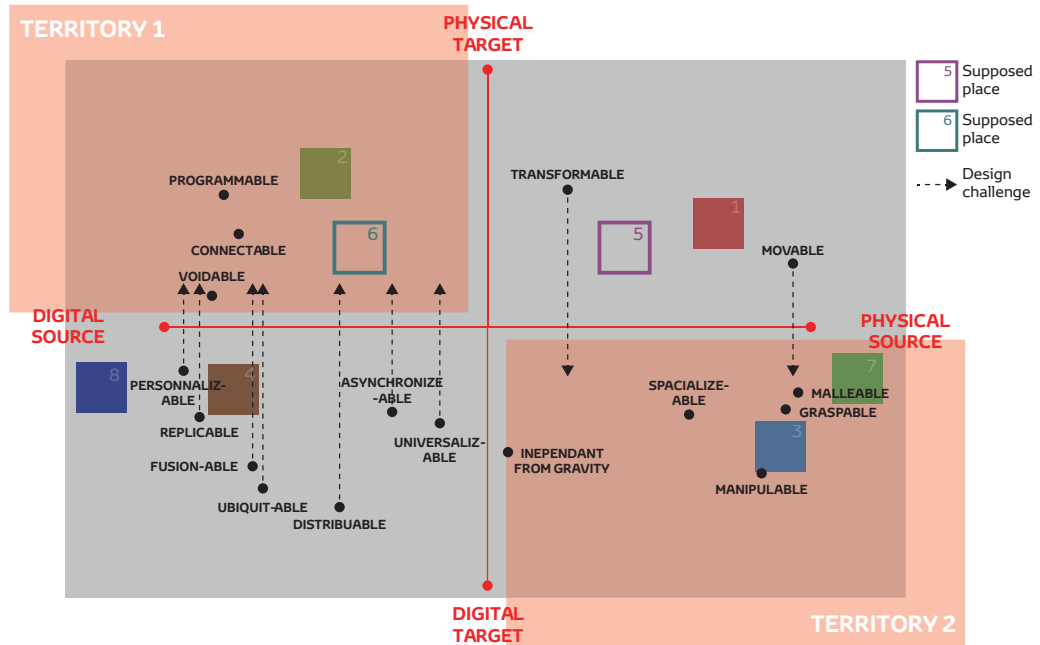 TERRITORY 1
PHYSICAL
TARGET
5 Supposed
place
6 Supposed
place
Design
challenge
2
PROGRAMMABLE
TRANSFORMABLE
1
6
5
CONNECTABLE
MOVABLE
VOIDABLE
DIGITAL
SOURCE
PHYSICAL
SOURCE
8
PERSONNALIZ-
ABLE
4
ASYNCHRONIZE
-ABLE
SPACIALIZE-
ABLE
7
MALLEABLE
GRASPABLE
REPLICABLE
UNIVERSALIZ-
ABLE
3
INEPENDANT
FROM GRAVITY
FUSION-ABLE
MANIPULABLE
UBIQUIT-ABLE
DISTRIBUABLE
DIGITAL
TARGET
TERRITORY 2